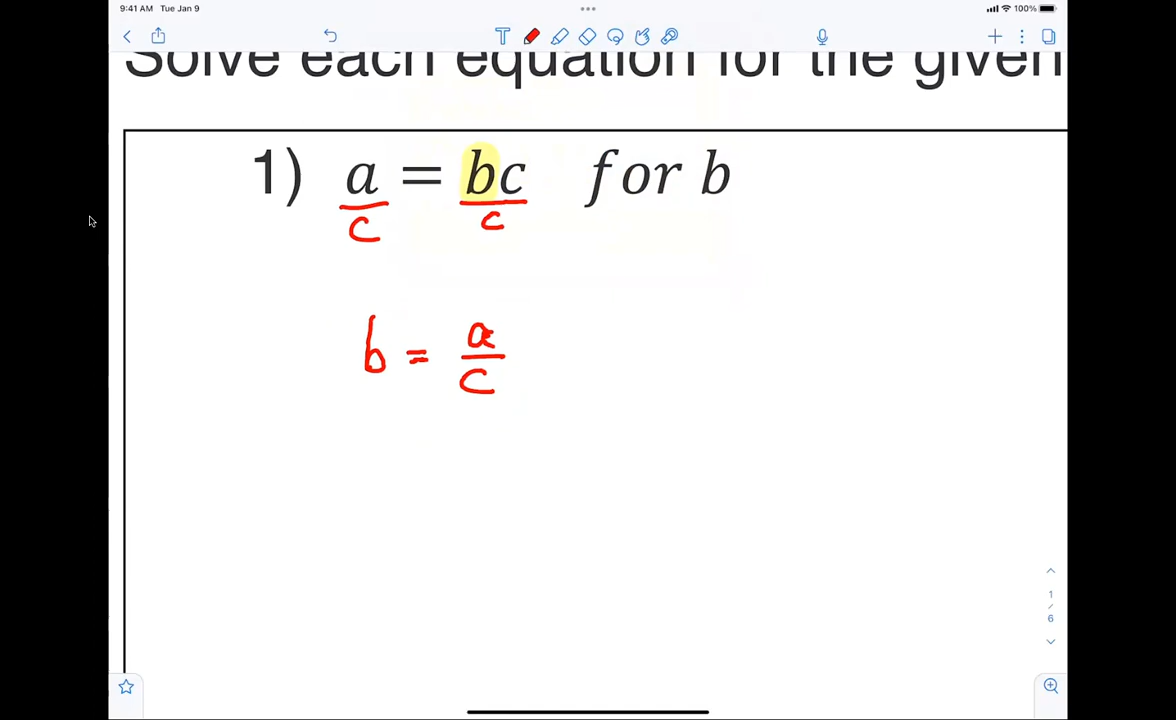 9:41 AM Tue Jan 9
100%
T
Solve each equation for the given
1) a = bc for b
c c
b = a
c
1
/
6